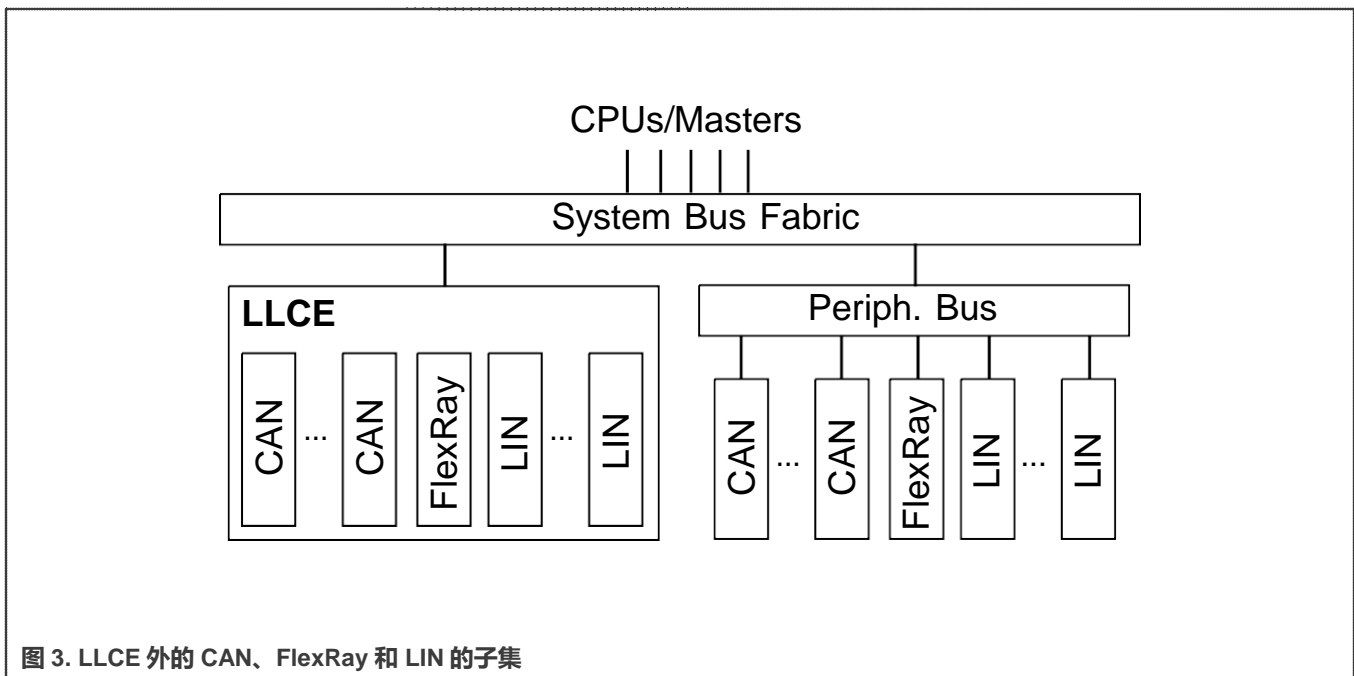 CPUs/Masters
System Bus Fabric
LLCE
Periph. Bus
CAN
...
CAN
FlexRay
LIN
...
LIN
CAN
...
CAN
FlexRay
LIN
...
LIN
图 3. LLCE 外的 CAN、FlexRay 和 LIN 的子集